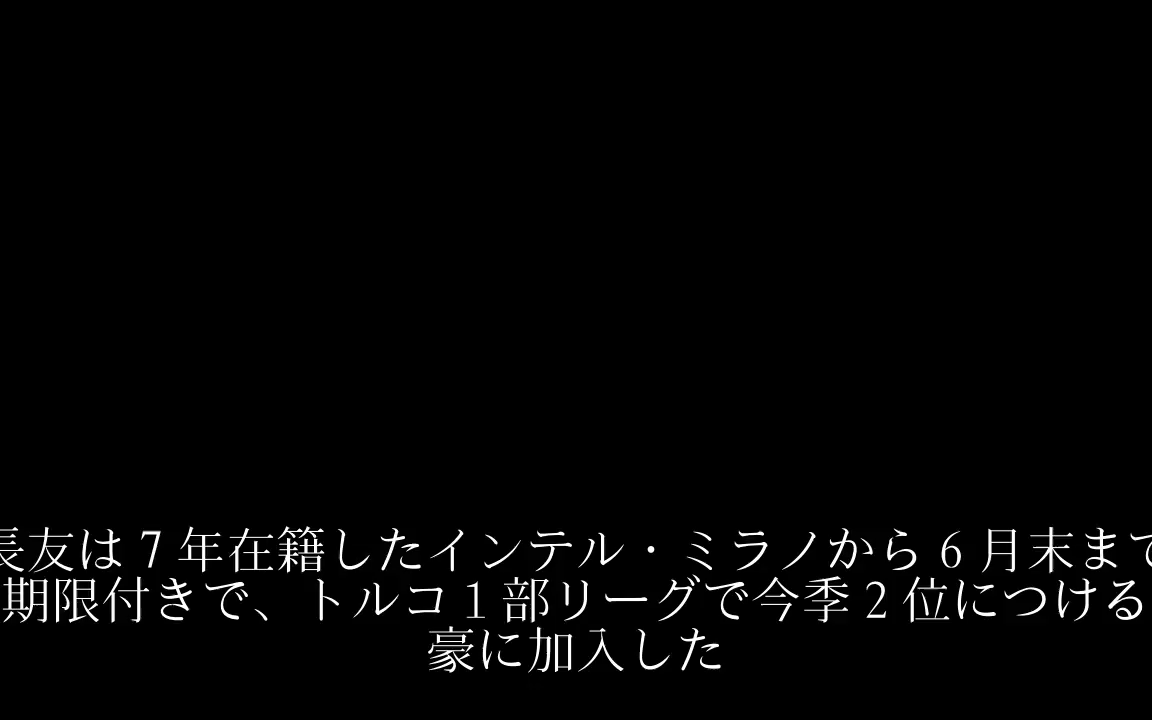 長友は７年在籍したインテル・ミラノから６月末まで
期限付きで、トルコ１部リーグで今季２位につける
豪に加入した